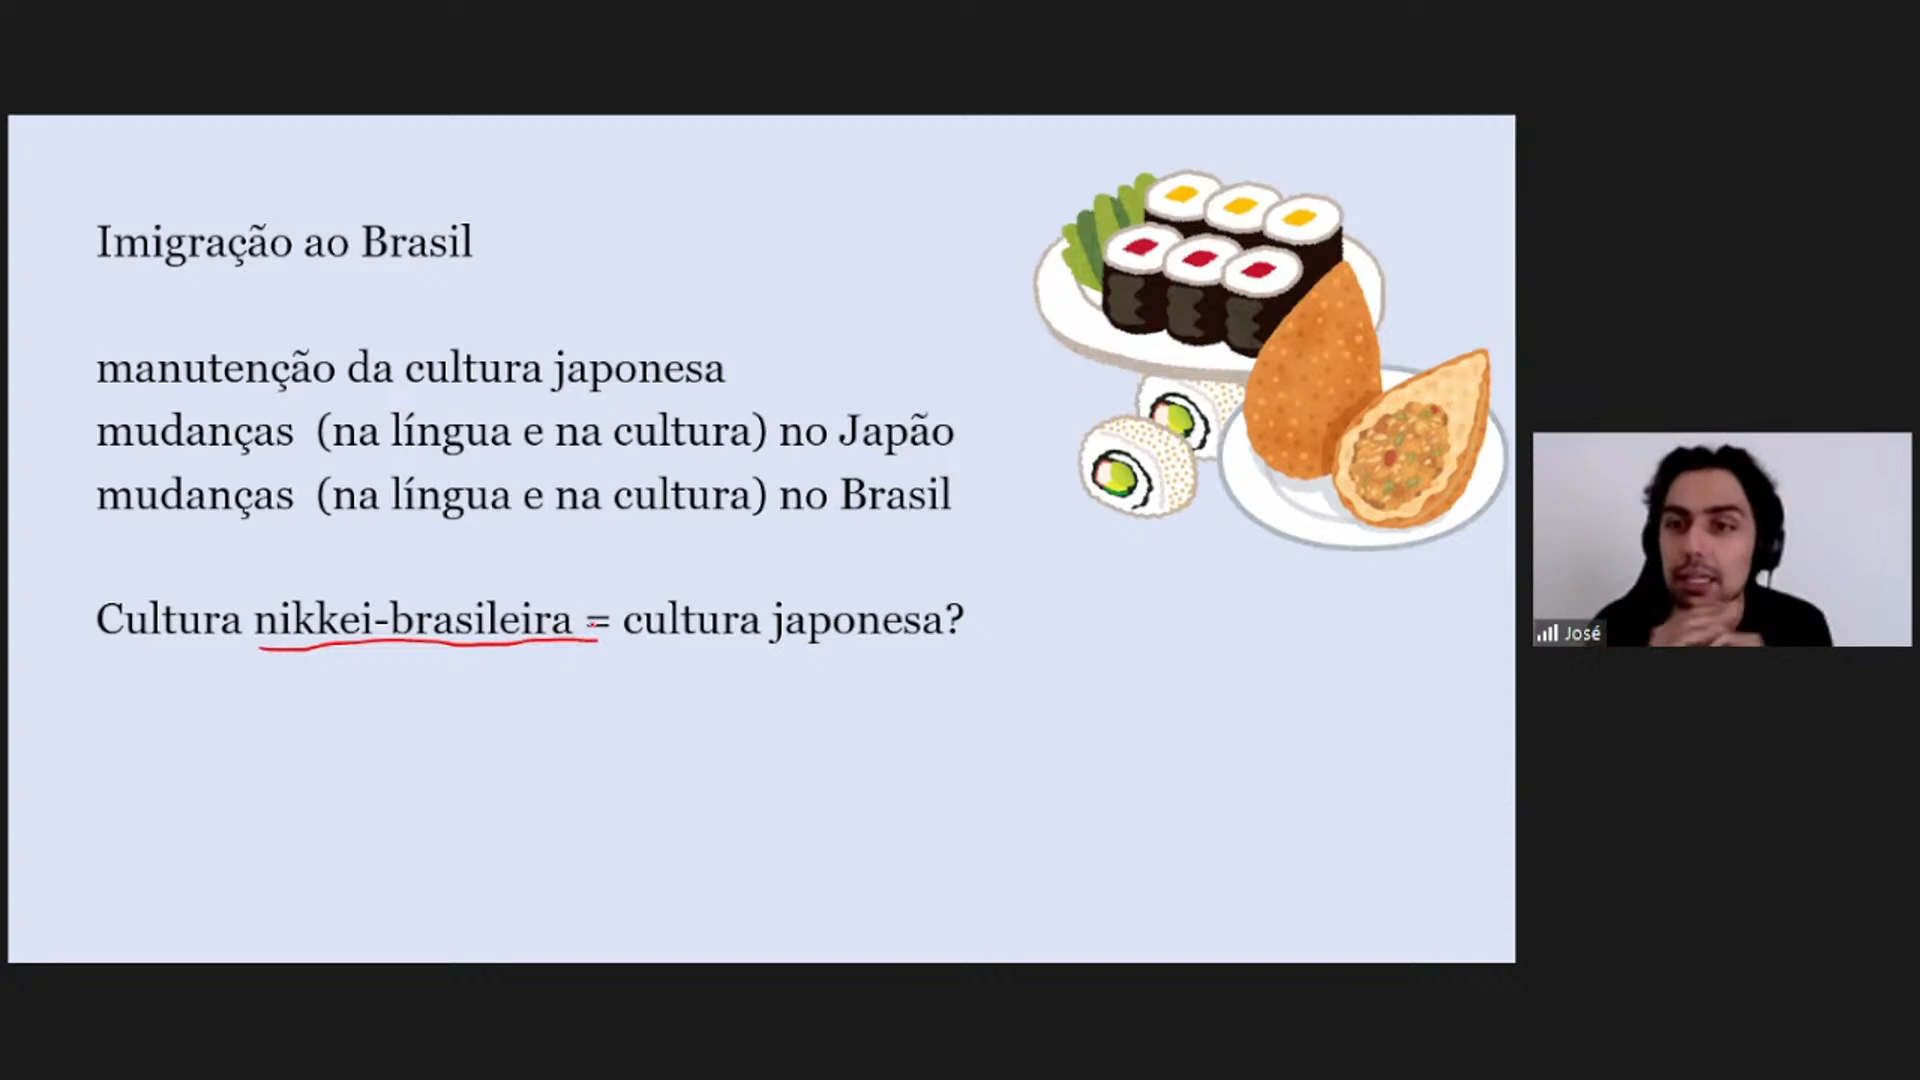 Imigração ao Brasil
manutenção da cultura japonesa
mudanças (na língua e na cultura) no Japão
mudanças (na língua e na cultura) no Brasil
Cultura nikkei-brasileira = cultura japonesa?
José